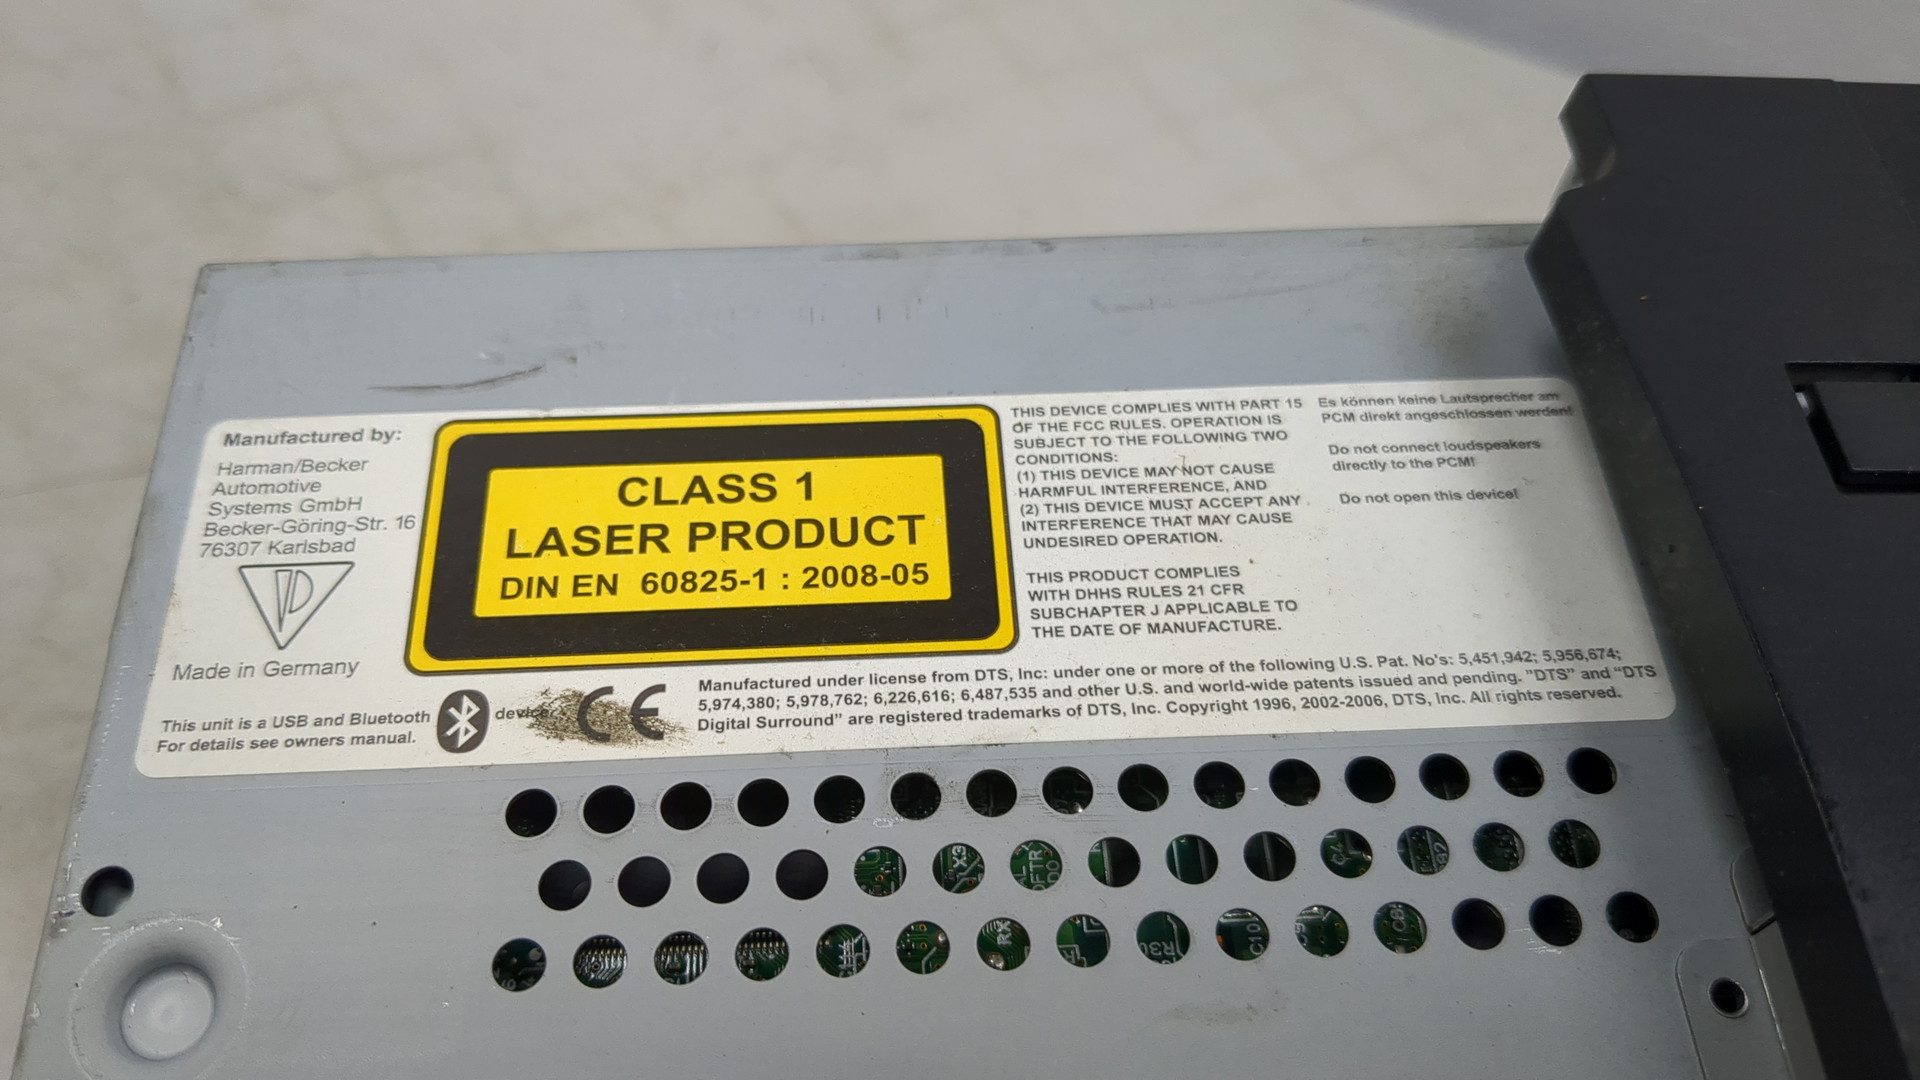 Manufactured by:
Harman/Becker
Automotive
Systems GmbH
Becker-Göring-Str. 16
76307 Karlsbad
Made in Germany
This unit is a USB and Bluetooth device.
For details see owners manual.
CE
CLASS 1
LASER PRODUCT
DIN EN 60825-1 : 2008-05
THIS DEVICE COMPLIES WITH PART 15
OF THE FCC RULES. OPERATION IS
SUBJECT TO THE FOLLOWING TWO
CONDITIONS:
(1) THIS DEVICE MAY NOT CAUSE
HARMFUL INTERFERENCE, AND
(2) THIS DEVICE MUST ACCEPT ANY
INTERFERENCE THAT MAY CAUSE
UNDESIRED OPERATION.
THIS PRODUCT COMPLIES
WITH DHHS RULES 21 CFR
SUBCHAPTER J APPLICABLE TO
THE DATE OF MANUFACTURE.
Es können keine Lautsprecher am
PCM direkt angeschlossen werden!
Do not connect loudspeakers
directly to the PCM!
Do not open this device!
Manufactured under license from DTS, Inc: under one or more of the following U.S. Pat. No's: 5,451,942; 5,956,674;
5,974,380; 5,978,762; 6,226,616; 6,487,535 and other U.S. and world-wide patents issued and pending. "DTS" and "DTS
Digital Surround" are registered trademarks of DTS, Inc. Copyright 1996, 2002-2006, DTS, Inc. All rights reserved.
X3
RX
C10